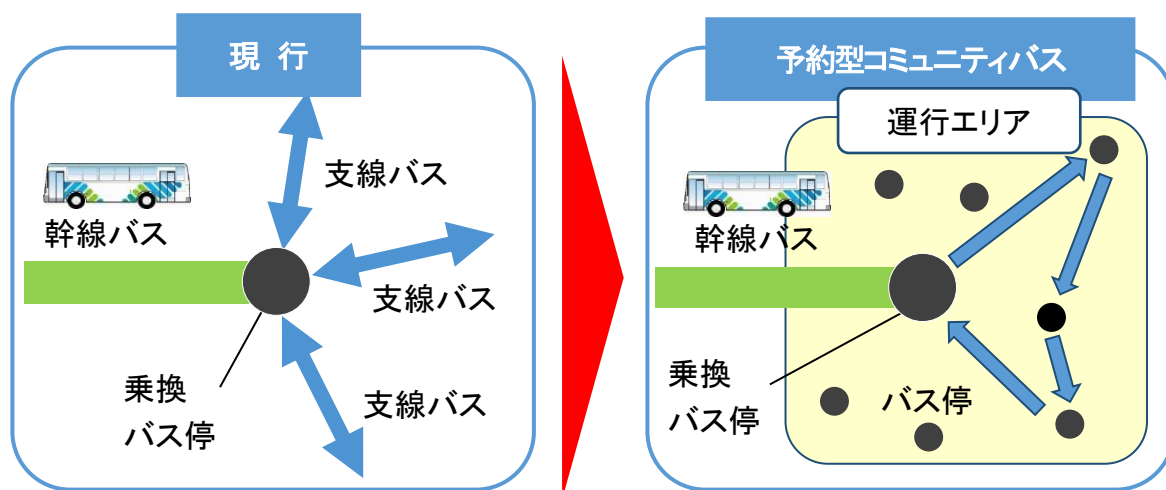 現 行
支線バス
幹線バス
支線バス
乗換
バス停
支線バス
予約型コミュニティバス
運行エリア
幹線バス
乗換
バス停
バス停